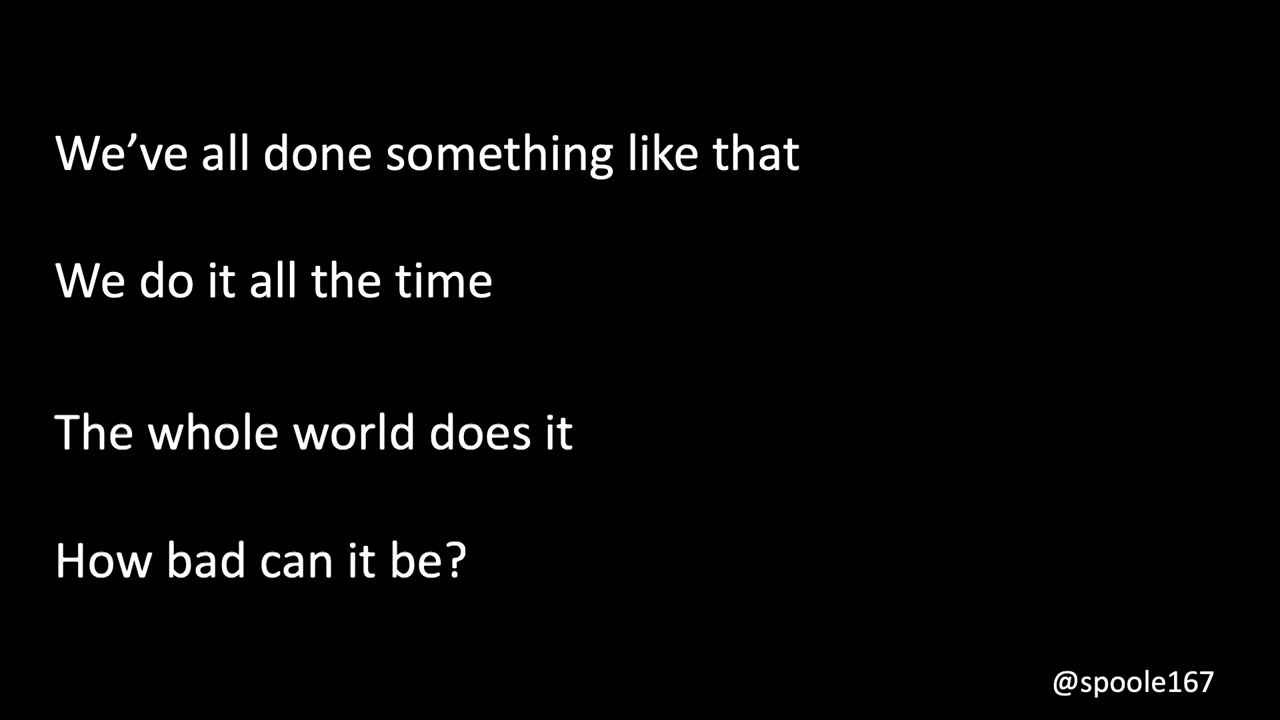 We’ve all done something like that
We do it all the time
The whole world does it
How bad can it be?
@spoole167